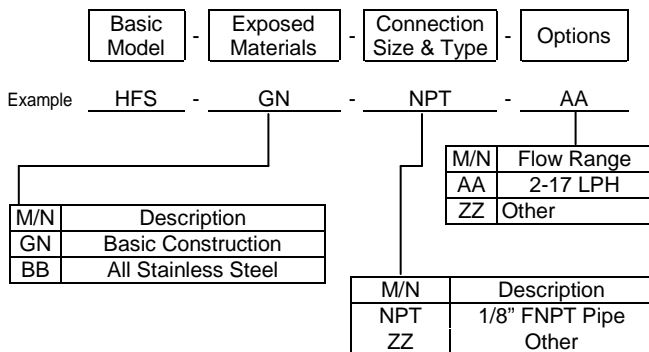 Basic Model - Exposed Materials - Connection Size & Type - Options
Example HFS - GN - NPT - AA
M/N Flow Range
AA 2-17 LPH
ZZ Other
M/N Description
GN Basic Construction
BB All Stainless Steel
M/N Description
NPT 1/8” FNPT Pipe
ZZ Other